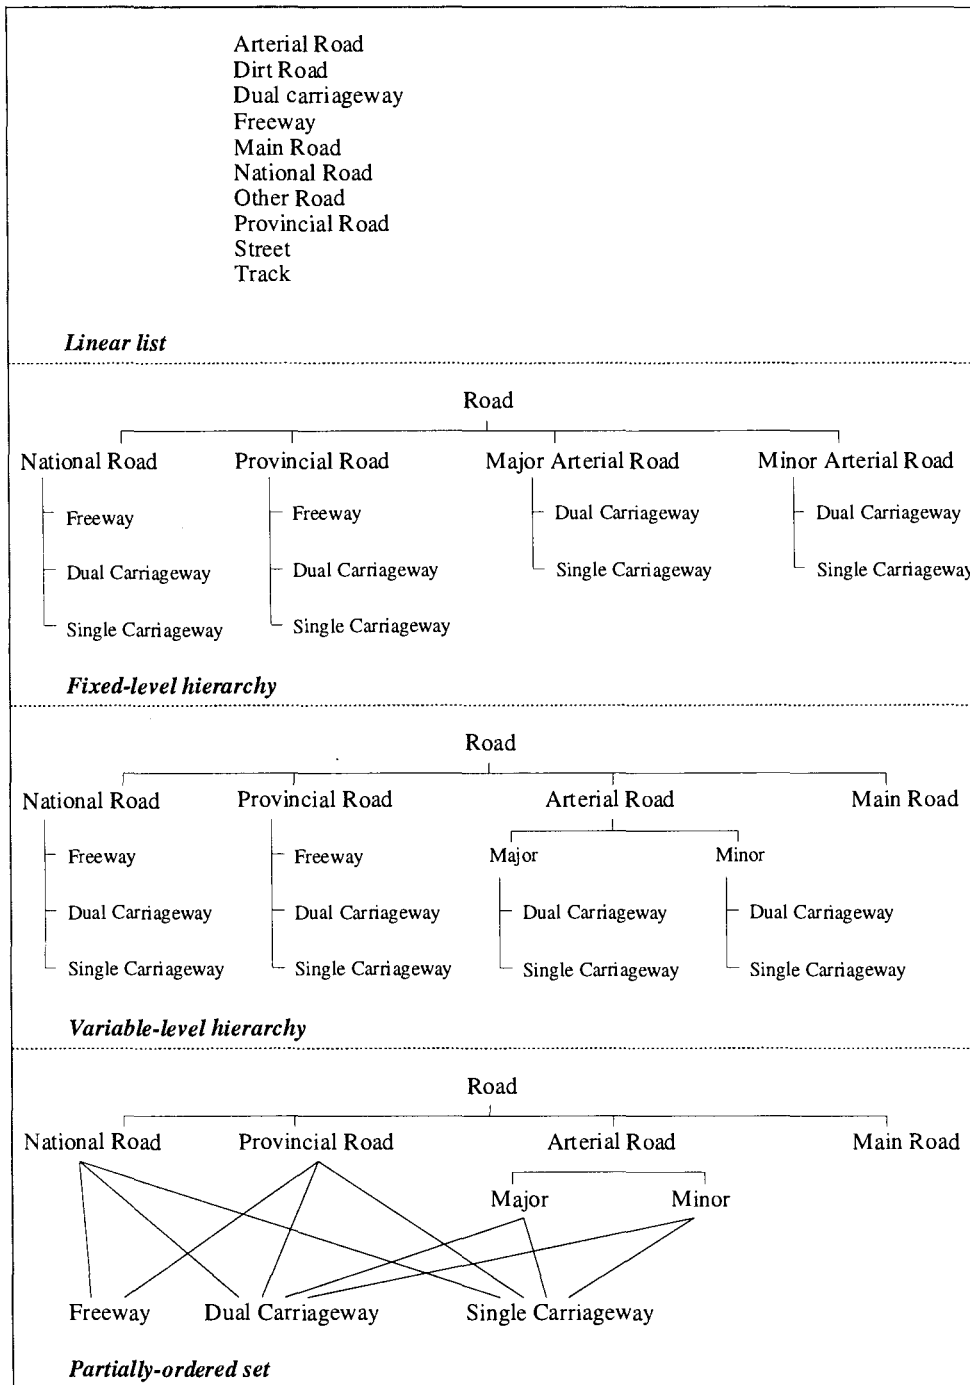 Arterial Road
Dirt Road
Dual carriageway
Freeway
Main Road
National Road
Other Road
Provincial Road
Street
Track
Linear list
Road
National Road Provincial Road Major Arterial Road Minor Arterial Road
Freeway Freeway Dual Carriageway Dual Carriageway
Dual Carriageway Dual Carriageway Single Carriageway Single Carriageway
Single Carriageway Single Carriageway
Fixed-level hierarchy
Road
National Road Provincial Road Arterial Road Main Road
Freeway Freeway Major Minor
Dual Carriageway Dual Carriageway Dual Carriageway Dual Carriageway
Single Carriageway Single Carriageway Single Carriageway Single Carriageway
Variable-level hierarchy
Road
National Road Provincial Road Arterial Road Main Road
Major Minor
Freeway Dual Carriageway Single Carriageway
Partially-ordered set